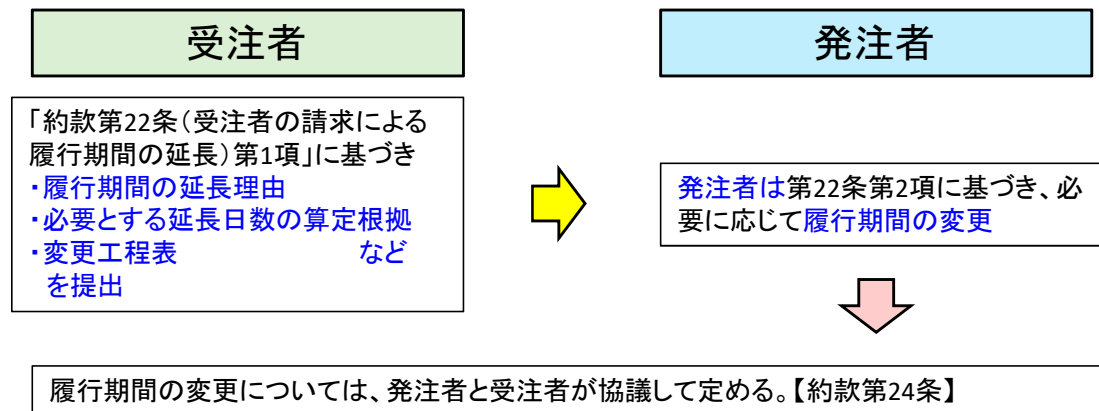 受注者
発注者
「約款第22条（受注者の請求による
履行期間の延長）第1項」に基づき
・履行期間の延長理由
・必要とする延長日数の算定根拠
・変更工程表　　　　　　　など
を提出
発注者は第22条第2項に基づき、必
要に応じて履行期間の変更
履行期間の変更については、発注者と受注者が協議して定める。【約款第24条】